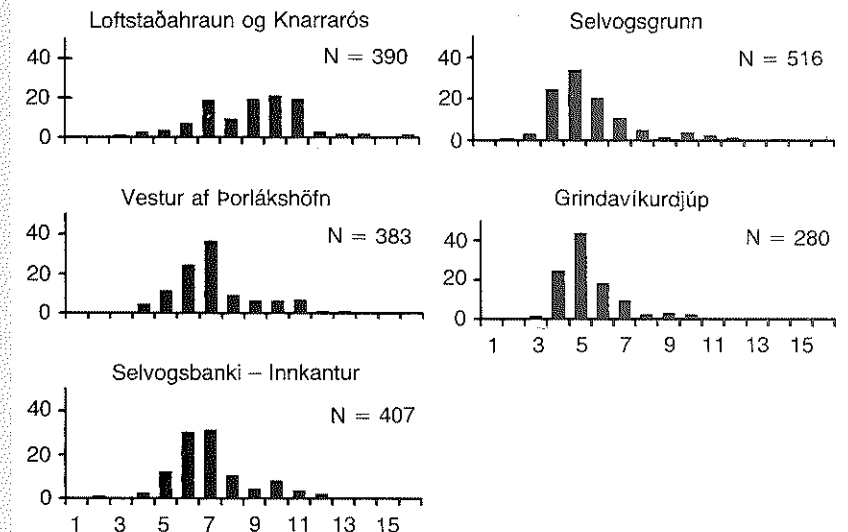 Loftstaðahraun og Knarrarós
N = 390
40
20
0
Vestur af Þorlákshöfn
N = 383
40
20
0
Selvogsbanki – Innkantur
N = 407
40
20
0
1 3 5 7 9 11 13 15
Selvogsgrunn
N = 516
40
20
0
Grindavíkurdjúp
N = 280
40
20
0
1 3 5 7 9 11 13 15